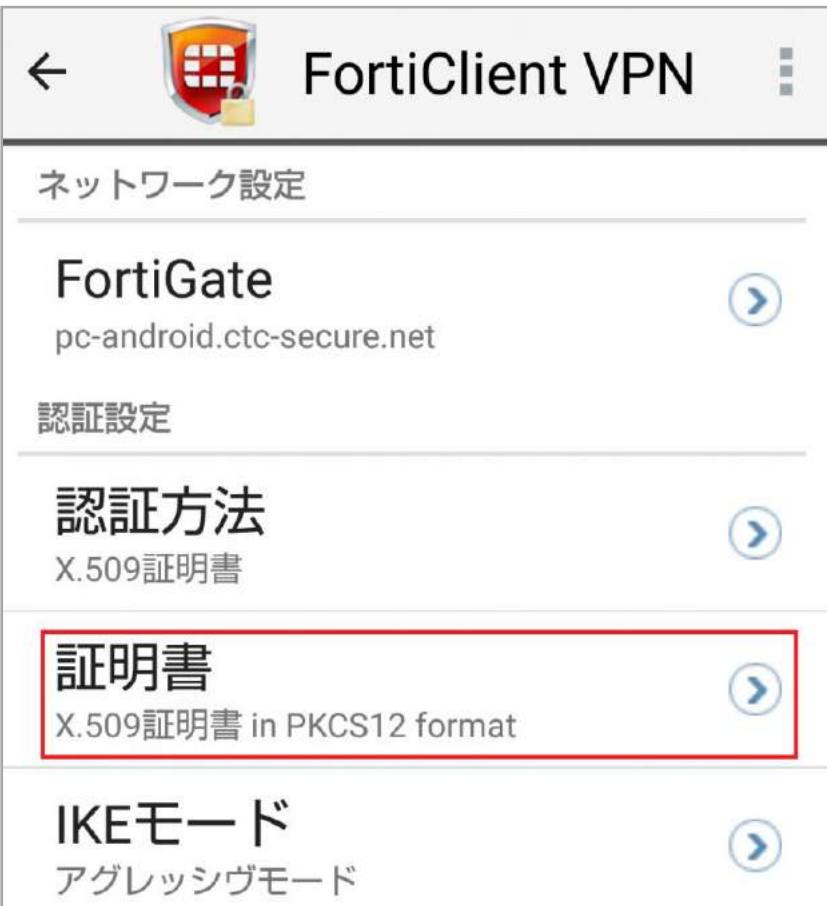 FortiClient VPN
ネットワーク設定
FortiGate
pc-android.ctc-secure.net
認証設定
認証方法
X.509証明書
証明書
X.509証明書 in PKCS12 format
IKEモード
アグレッシヴモード